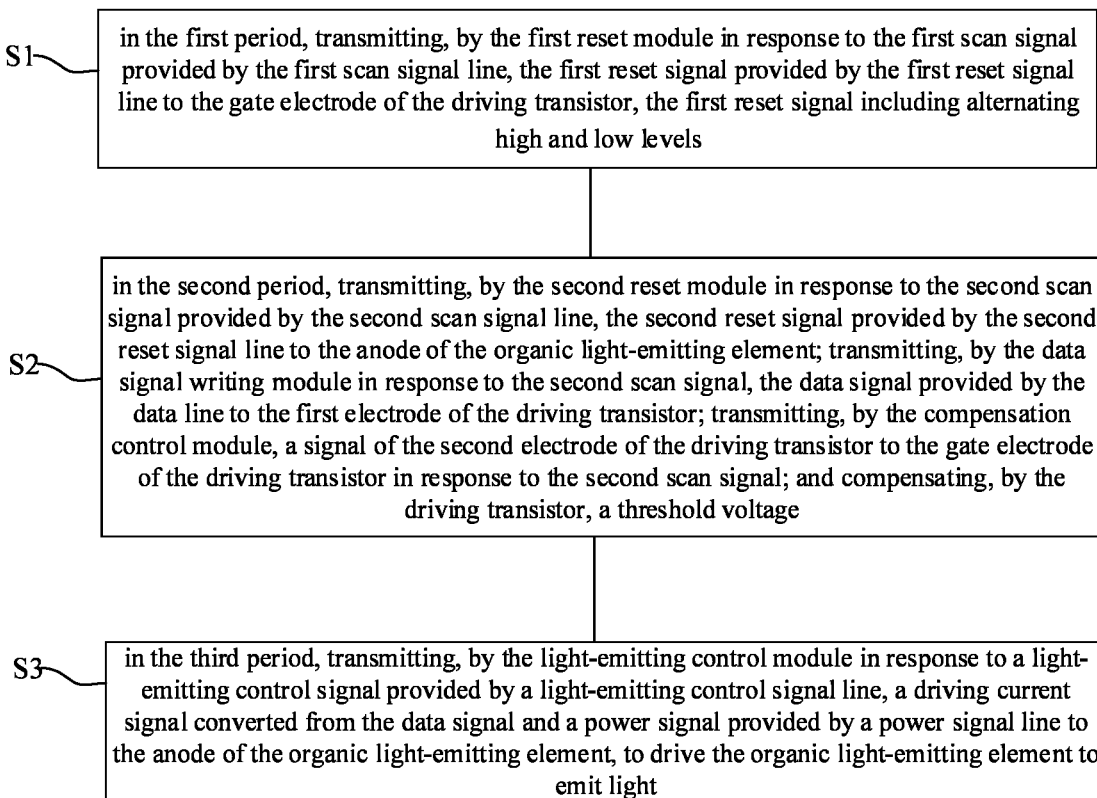 S1
in the first period, transmitting, by the first reset module in response to the first scan signal
provided by the first scan signal line, the first reset signal provided by the first reset signal
line to the gate electrode of the driving transistor, the first reset signal including alternating
high and low levels
S2
in the second period, transmitting, by the second reset module in response to the second scan
signal provided by the second scan signal line, the second reset signal provided by the second
reset signal line to the anode of the organic light-emitting element; transmitting, by the data
signal writing module in response to the second scan signal, the data signal provided by the
data line to the first electrode of the driving transistor; transmitting, by the compensation
control module, a signal of the second electrode of the driving transistor to the gate electrode
of the driving transistor in response to the second scan signal; and compensating, by the
driving transistor, a threshold voltage
S3
in the third period, transmitting, by the light-emitting control module in response to a light-
emitting control signal provided by a light-emitting control signal line, a driving current
signal converted from the data signal and a power signal provided by a power signal line to
the anode of the organic light-emitting element, to drive the organic light-emitting element to
emit light